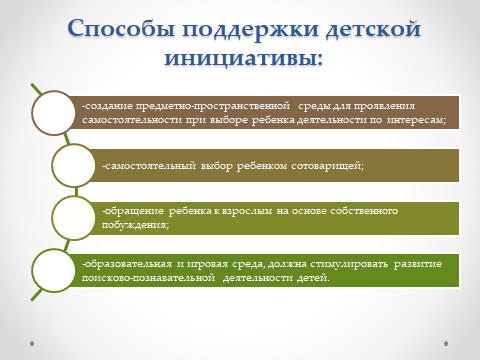 Способы поддержки детской
инициативы:
-создание предметно-пространственной среды для проявления
самостоятельности при выборе ребенка деятельности по интересам;
-самостоятельный выбор ребенком сотоварищей;
-обращение ребенка к взрослым на основе собственного
побуждения;
-образовательная и игровая среда, должна стимулировать развитие
поисково-познавательной деятельности детей.